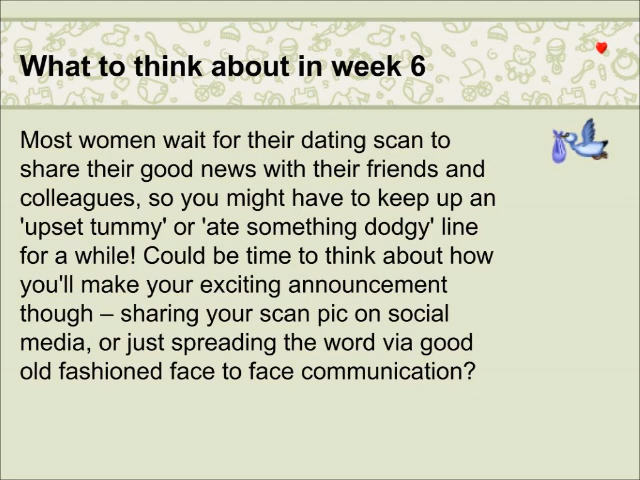 What to think about in week 6
Most women wait for their dating scan to
share their good news with their friends and
colleagues, so you might have to keep up an
'upset tummy' or 'ate something dodgy' line
for a while! Could be time to think about how
you'll make your exciting announcement
though – sharing your scan pic on social
media, or just spreading the word via good
old fashioned face to face communication?